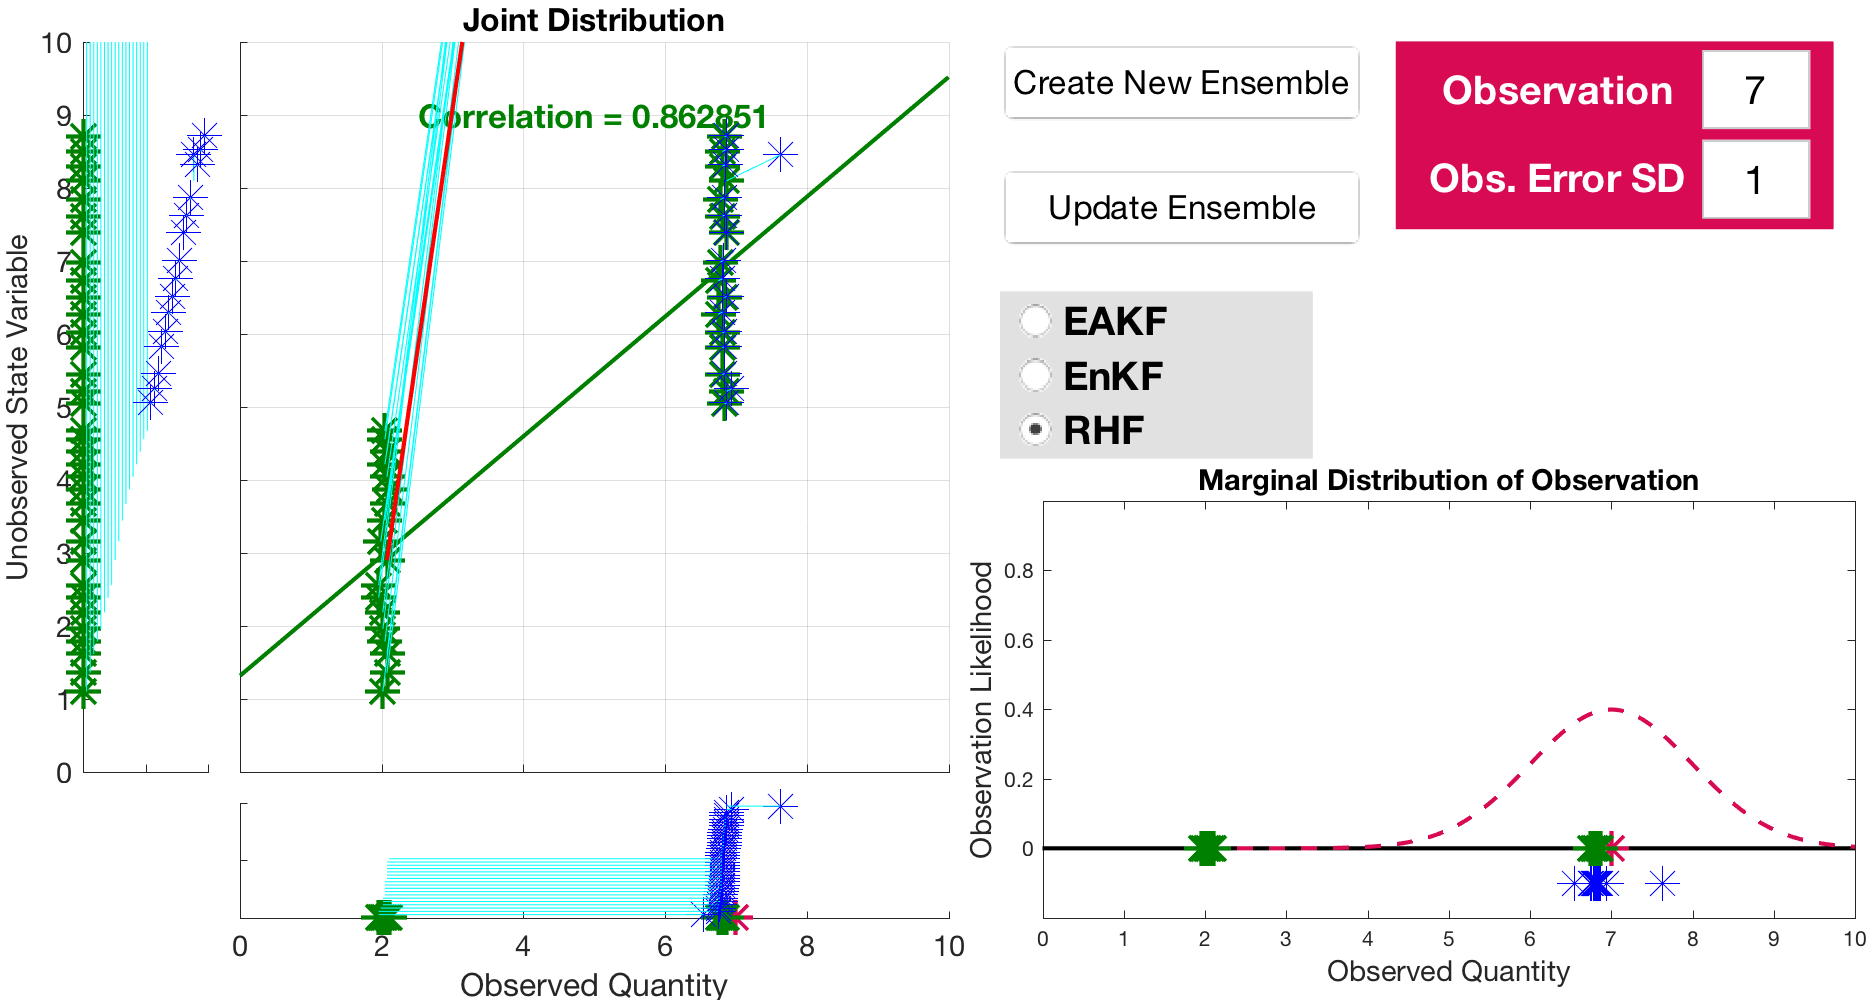 Joint Distribution
Correlation = 0.862851
Unobserved State Variable
10
9
8
7
6
5
4
3
2
1
0
0 2 4 6 8 10
Observed Quantity
Create New Ensemble
Update Ensemble
Observation 7
Obs. Error SD 1
EAKF
EnKF
RHF
Marginal Distribution of Observation
Observation Likelihood
0.8
0.6
0.4
0.2
0
0 1 2 3 4 5 6 7 8 9 10
Observed Quantity